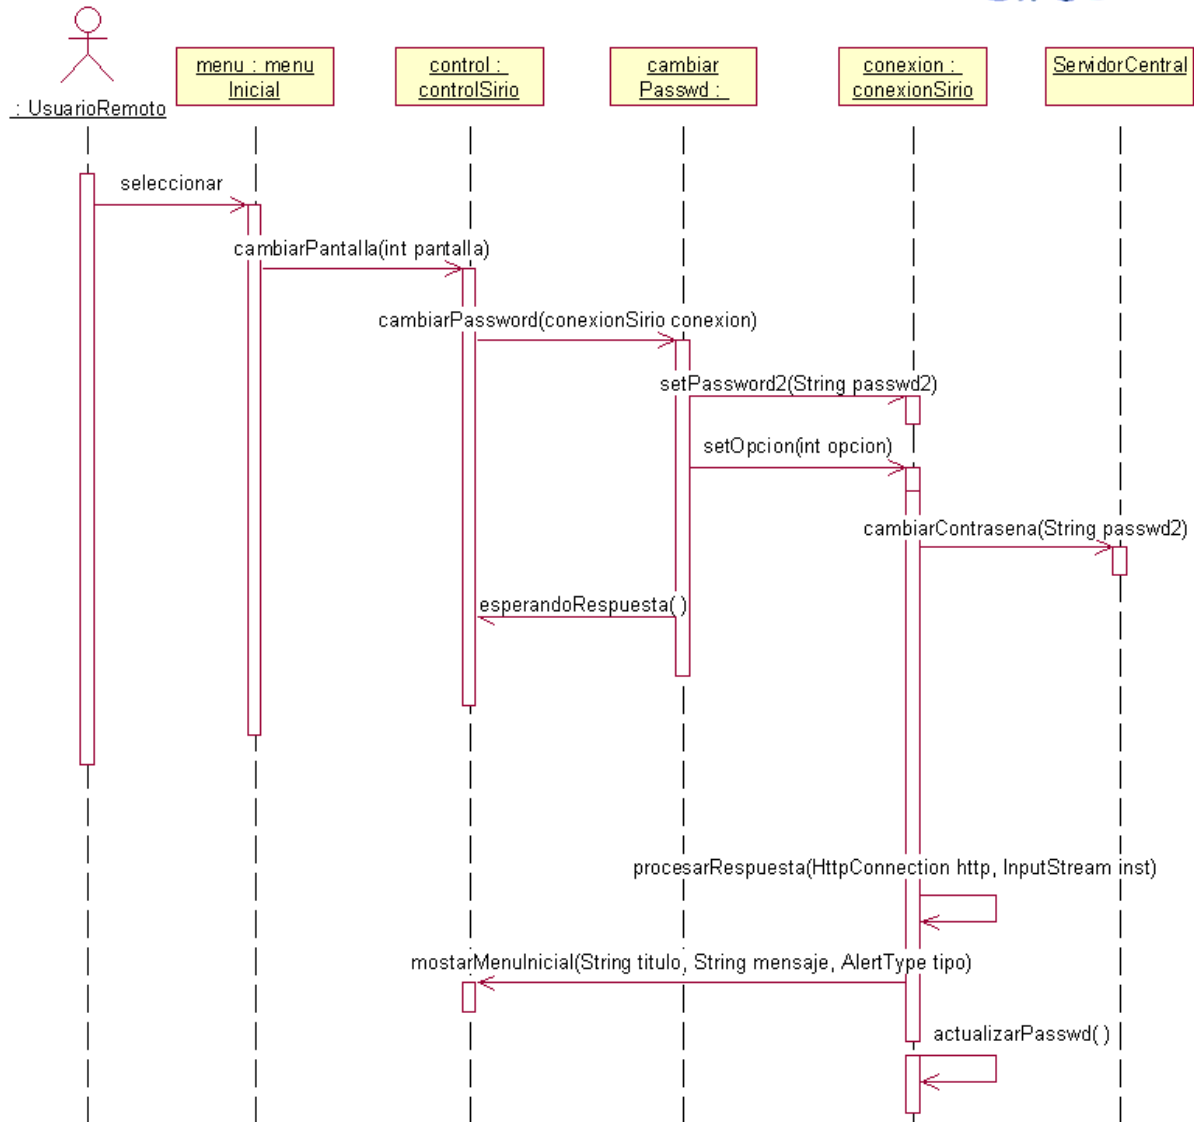 : UsuarioRemoto
menu : menu
Inicial
control :
controlSirio
cambiar
Passwd :
conexion :
conexionSirio
ServidorCentral
seleccionar
cambiarPantalla(int pantalla)
cambiarPassword(conexionSirio conexion)
setPassword2(String passwd2)
setOpcion(int opcion)
cambiarContrasena(String passwd2)
esperandoRespuesta( )
procesarRespuesta(HttpConnection http, InputStream inst)
mostarMenuInicial(String titulo, String mensaje, AlertType tipo)
actualizarPasswd( )